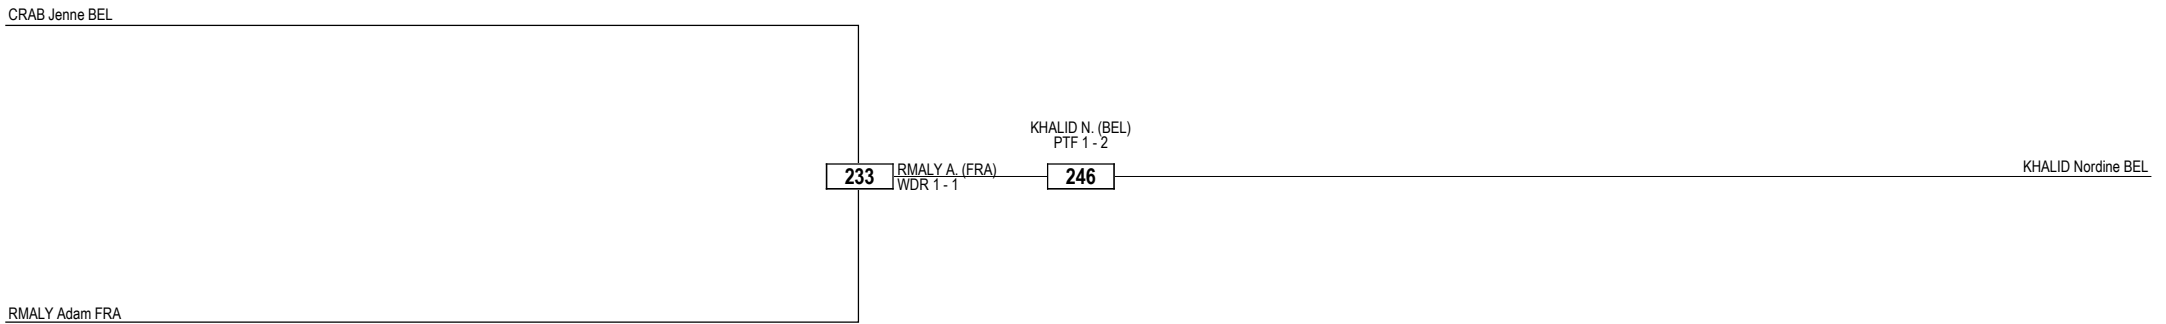 CRAB Jenne BEL
KHALID N. (BEL)
PTF 1 - 2
233
RMALY A. (FRA)
WDR 1 - 1
246
KHALID Nordine BEL
RMALY Adam FRA